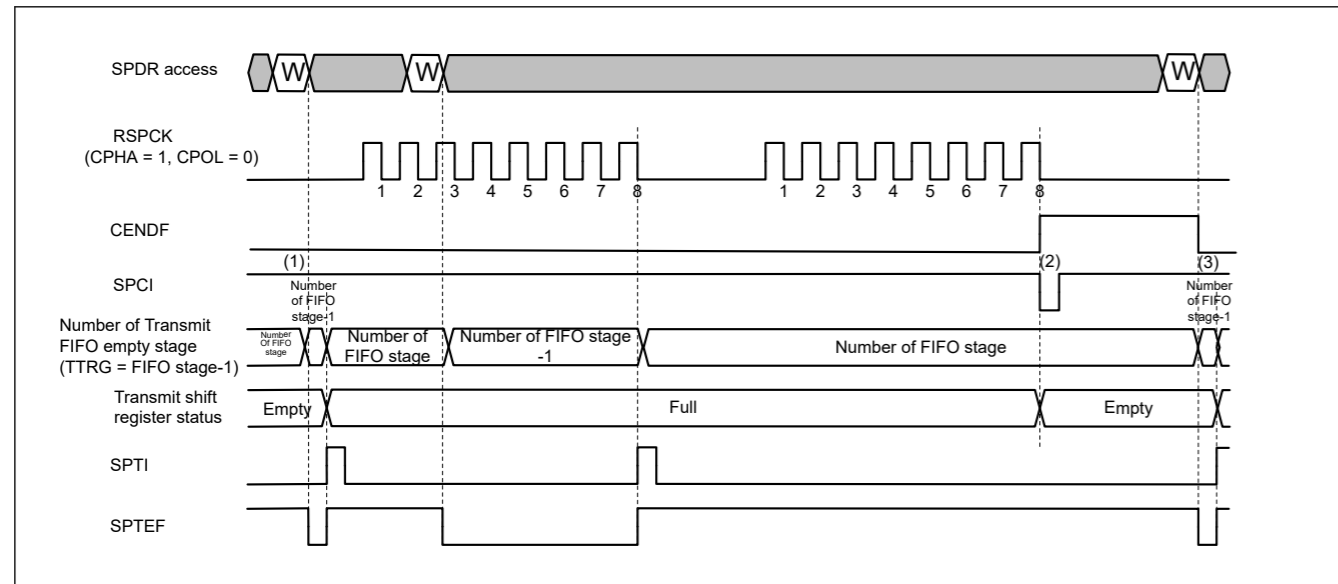 SPDR access
W
W
W
RSPCK
(CPHA = 1, CPOL = 0)
1 2 3 4 5 6 7 8
1 2 3 4 5 6 7 8
CENDF
(1)
(2)
(3)
SPCI
Number
of FIFO
stage-1
Number
of FIFO
stage-1
Number of Transmit
FIFO empty stage
(TTRG = FIFO stage-1)
Number
Of FIFO
stage
Number of
FIFO stage
Number of FIFO stage
-1
Number of FIFO stage
Transmit shift
register status
Empty
Full
Empty
SPTI
SPTEF